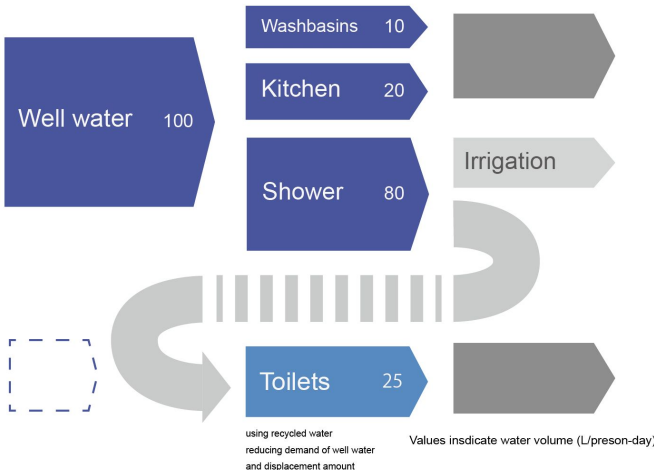 Washbasins 10
Kitchen 20
Well water 100
Shower 80
Irrigation
Toilets 25
using recycled water
reducing demand of well water
and displacement amount
Values insdicate water volume (L/preson-day)